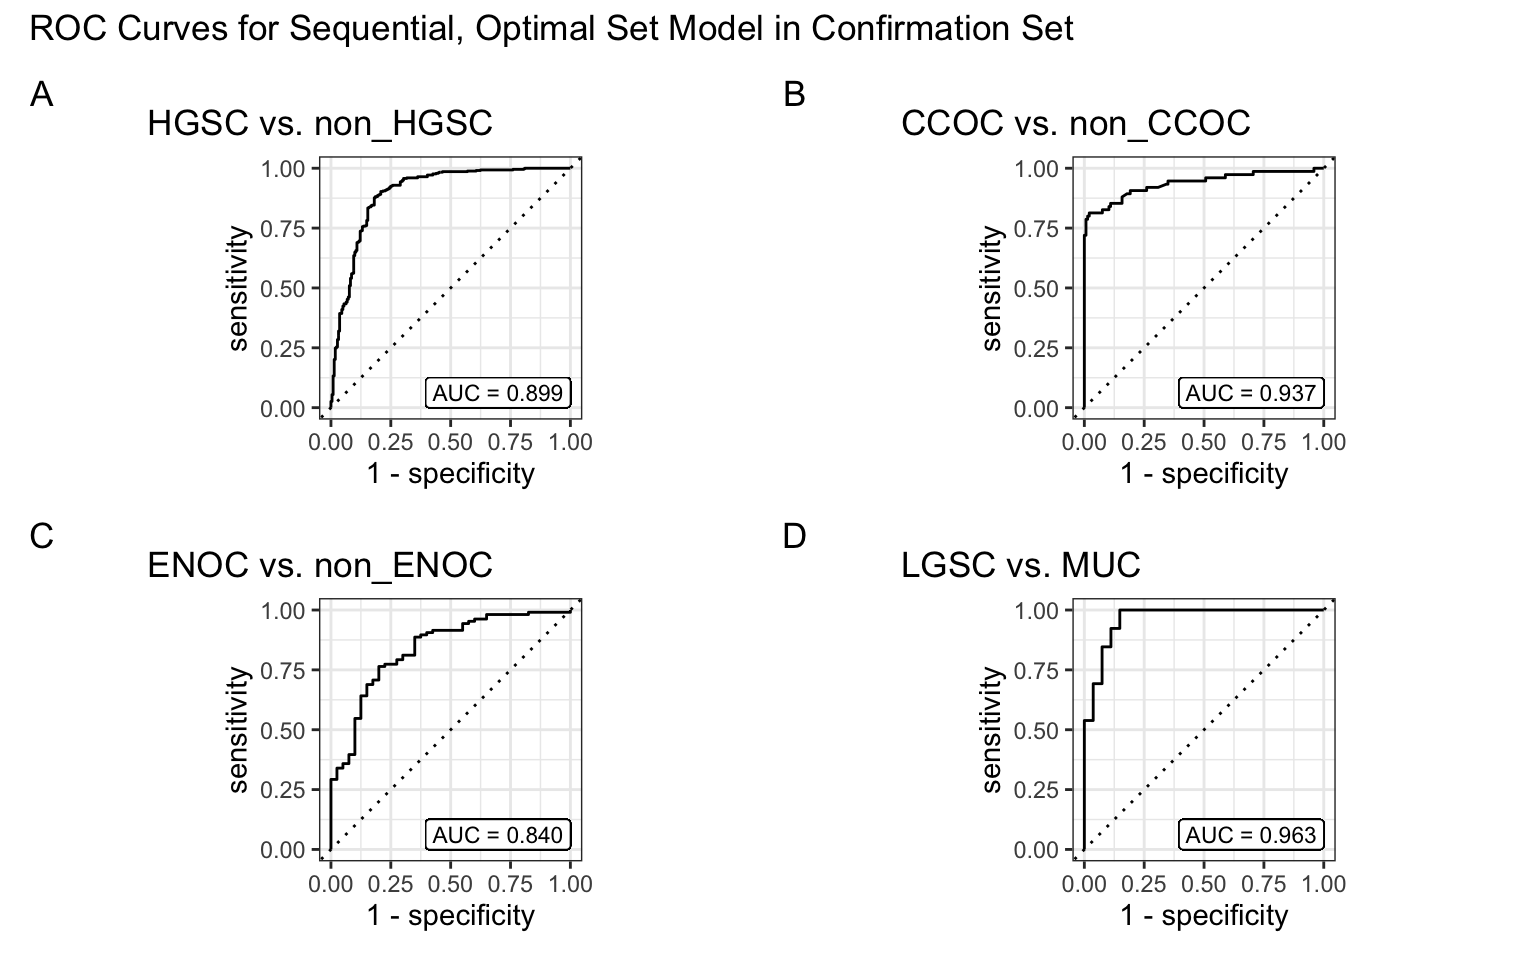 ROC Curves for Sequential, Optimal Set Model in Confirmation Set
A
HGSC vs. non_HGSC
sensitivity
1.00
0.75
0.50
0.25
0.00
AUC = 0.899
0.00 0.25 0.50 0.75 1.00
1 - specificity
B
CCOC vs. non_CCOC
sensitivity
1.00
0.75
0.50
0.25
0.00
AUC = 0.937
0.00 0.25 0.50 0.75 1.00
1 - specificity
C
ENOC vs. non_ENOC
sensitivity
1.00
0.75
0.50
0.25
0.00
AUC = 0.840
0.00 0.25 0.50 0.75 1.00
1 - specificity
D
LGSC vs. MUC
sensitivity
1.00
0.75
0.50
0.25
0.00
AUC = 0.963
0.00 0.25 0.50 0.75 1.00
1 - specificity